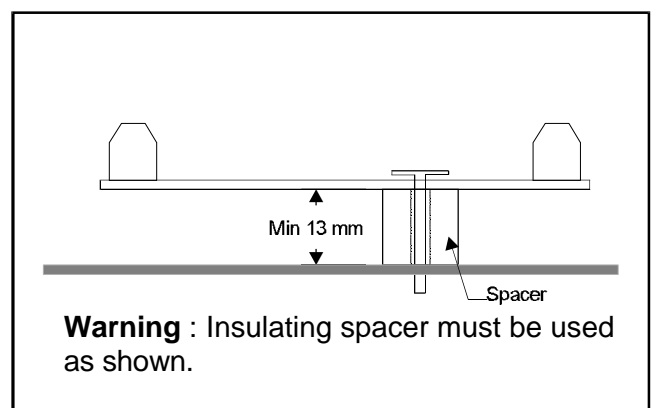 Min 13 mm
Spacer
Warning : Insulating spacer must be used
as shown.